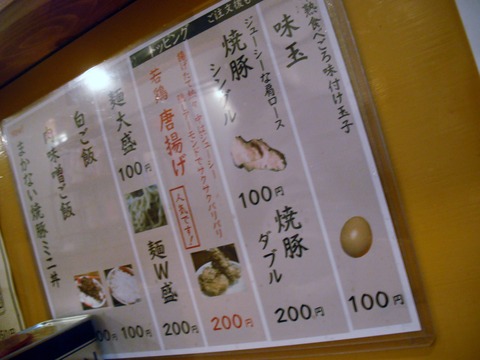 トッピング
ご注文後
熟食べごろ味付け玉子
味玉
100円
ジューシーな肩ロース
焼豚
シングル
100円
焼豚
ダブル
200円
若鶏 唐揚げ
人気です!
200円
麺大盛
100円
麺W盛
200円
白ご飯
100円
肉味噌ご飯
まかない焼豚ミニ丼